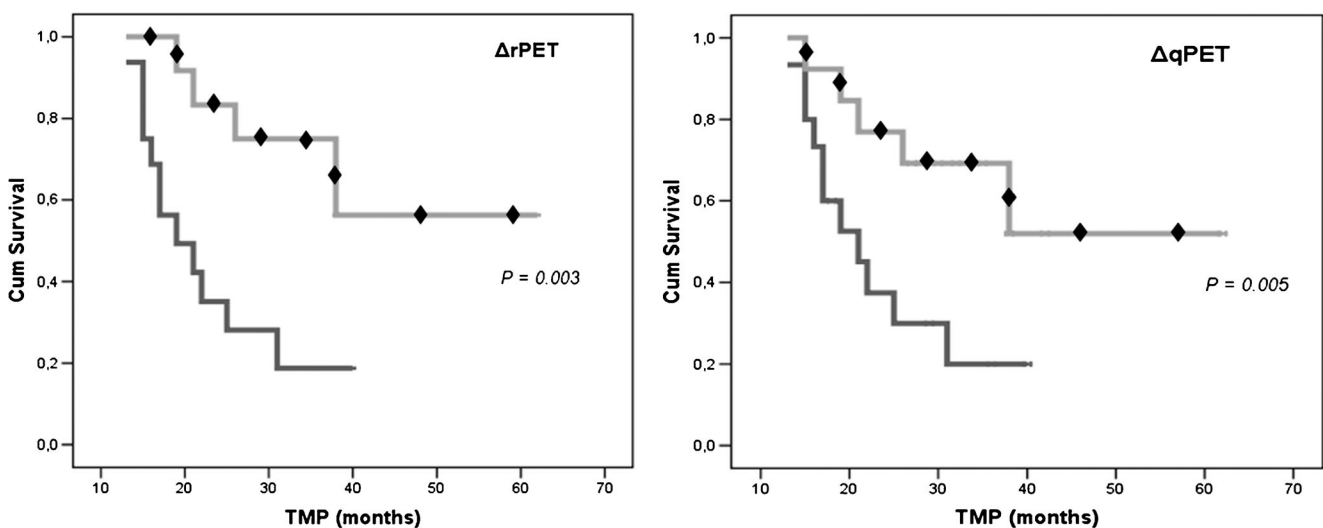 ΔrPET
1,0
0,8
0,6
0,4
0,2
0,0
Cum Survival
P = 0.003
10 20 30 40 50 60 70
TMP (months)
ΔqPET
1,0
0,8
0,6
0,4
0,2
0,0
Cum Survival
P = 0.005
10 20 30 40 50 60 70
TMP (months)